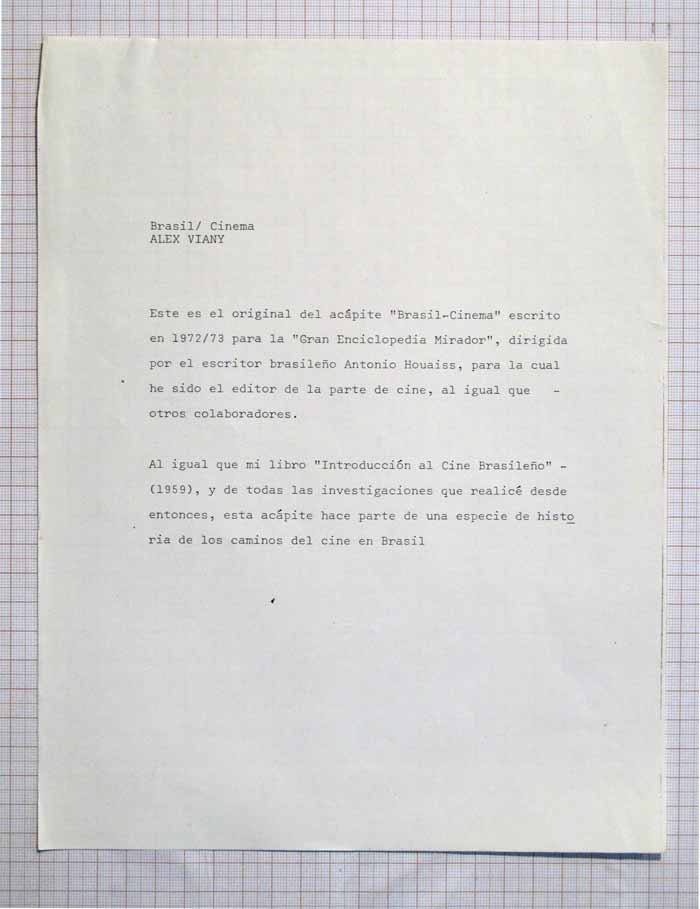 Brasil/ Cinema
ALEX VIANY
Este es el original del acápite "Brasil-Cinema" escrito
en 1972/73 para la "Gran Enciclopedia Mirador", dirigida
por el escritor brasileño Antonio Houaiss, para la cual
he sido el editor de la parte de cine, al igual que -
otros colaboradores.
Al igual que mi libro "Introducción al Cine Brasileño" -
(1959), y de todas las investigaciones que realicé desde
entonces, esta acápite hace parte de una especie de histo
ria de los caminos del cine en Brasil